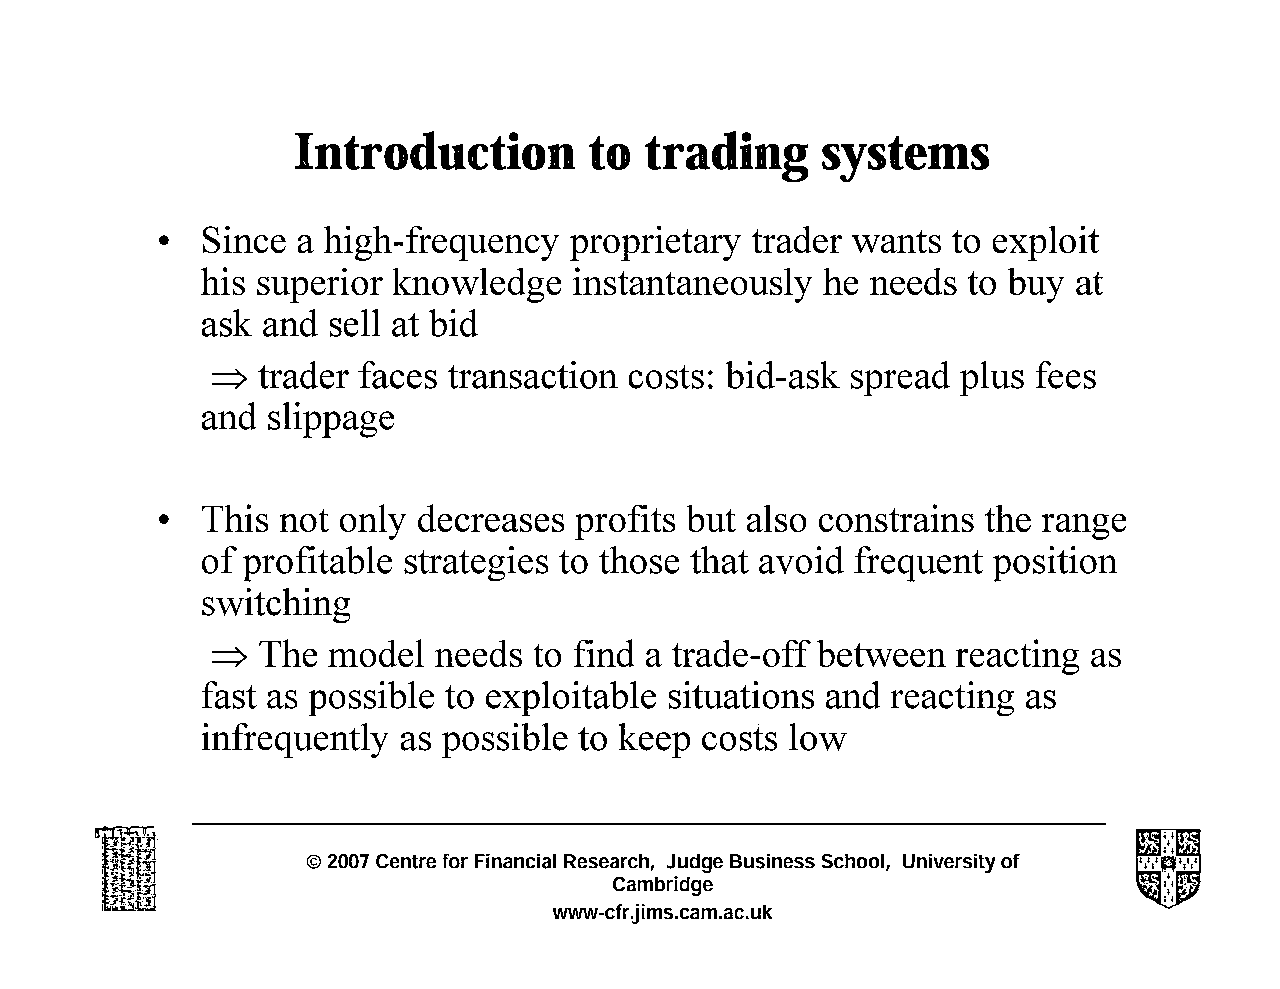 Introduction to trading systems
• Since a high-frequency proprietary trader wants to exploit
his superior knowledge instantaneously he needs to buy at
ask and sell at bid
⇒ trader faces transaction costs: bid-ask spread plus fees
and slippage
• This not only decreases profits but also constrains the range
of profitable strategies to those that avoid frequent position
switching
⇒ The model needs to find a trade-off between reacting as
fast as possible to exploitable situations and reacting as
infrequently as possible to keep costs low
© 2007 Centre for Financial Research, Judge Business School, University of
Cambridge
www-cfr.jims.cam.ac.uk